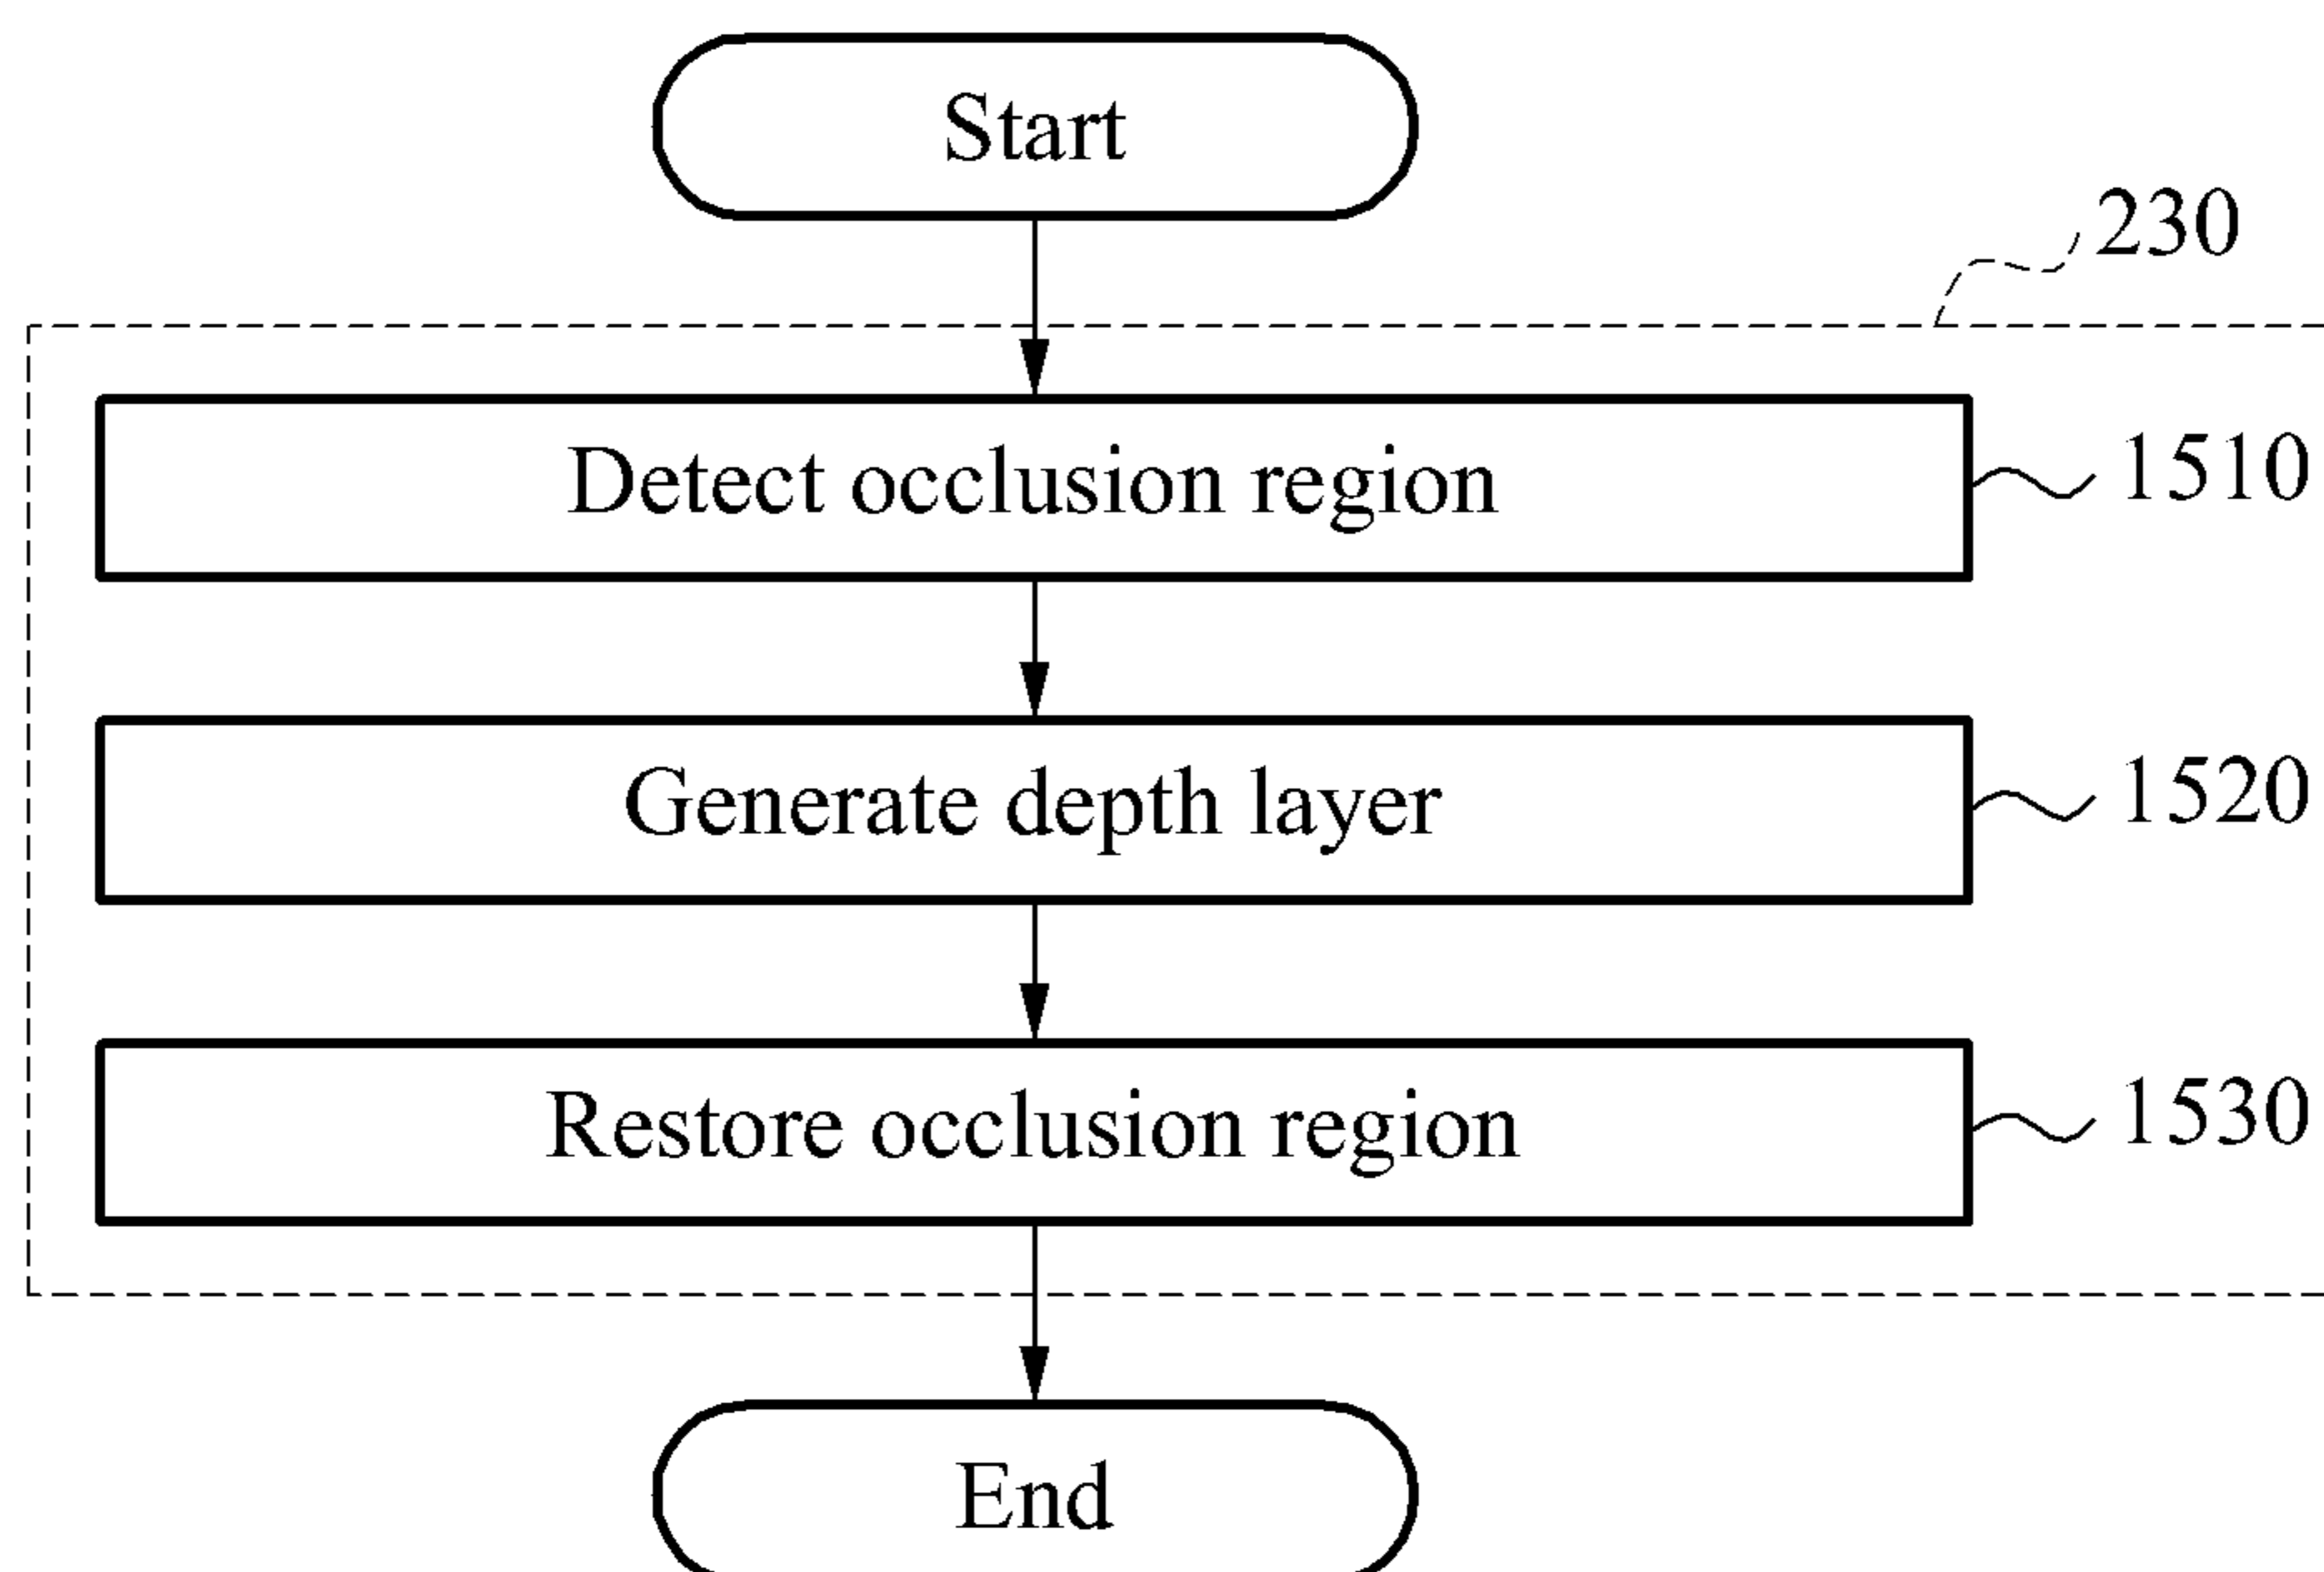 Start
230
Detect occlusion region
1510
Generate depth layer
1520
Restore occlusion region
1530
End